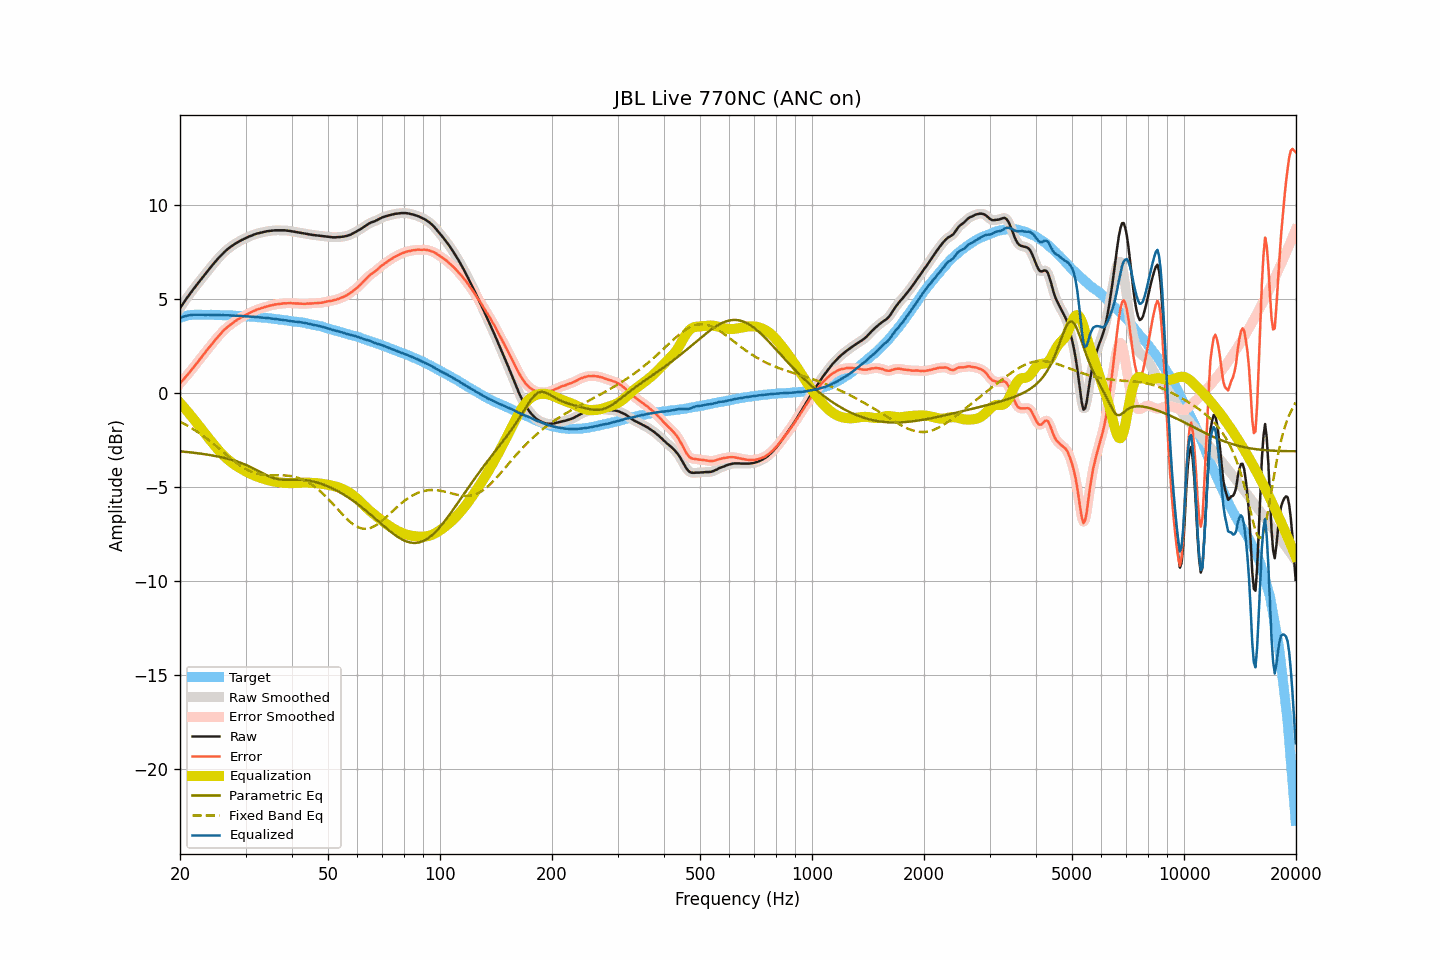 JBL Live 770NC (ANC on)
Amplitude (dBr)
10
5
0
−5
−10
−15
−20
Target
Raw Smoothed
Error Smoothed
Raw
Error
Equalization
Parametric Eq
Fixed Band Eq
Equalized
20 50 100 200 500 1000 2000 5000 10000 20000
Frequency (Hz)